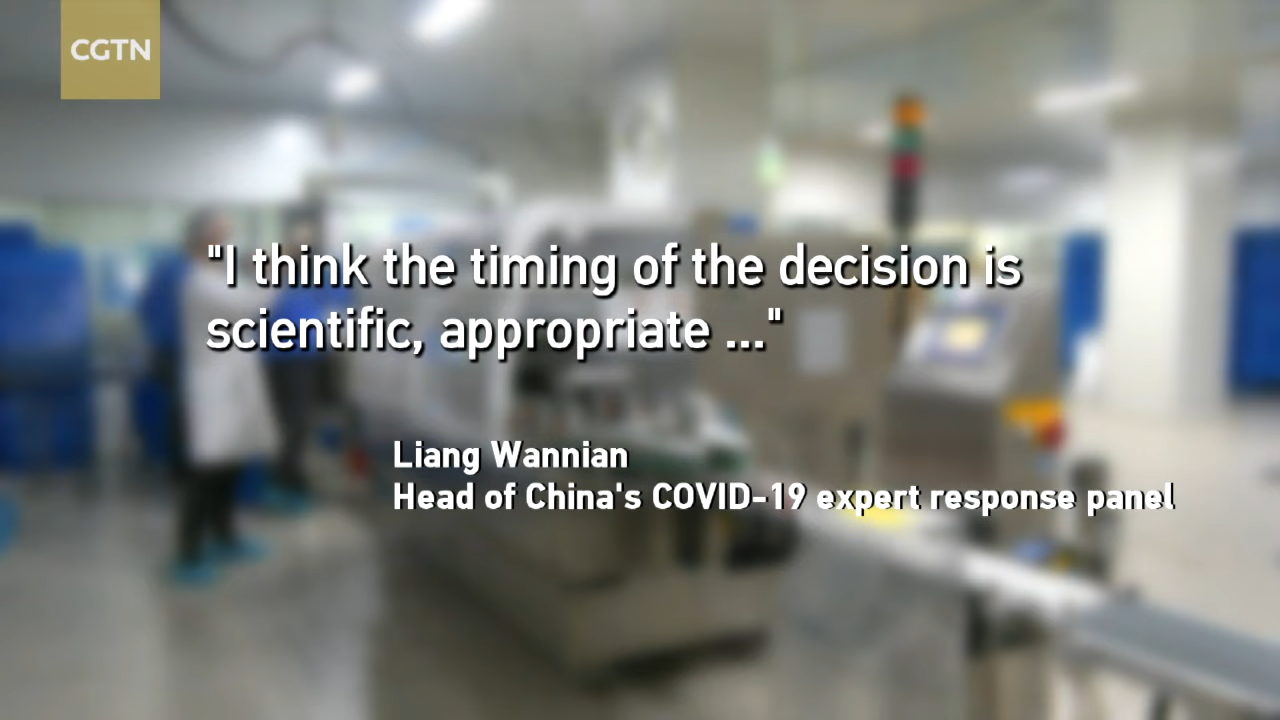 CGTN
"I think the timing of the decision is
scientific, appropriate ..."
Liang Wannian
Head of China's COVID-19 expert response panel